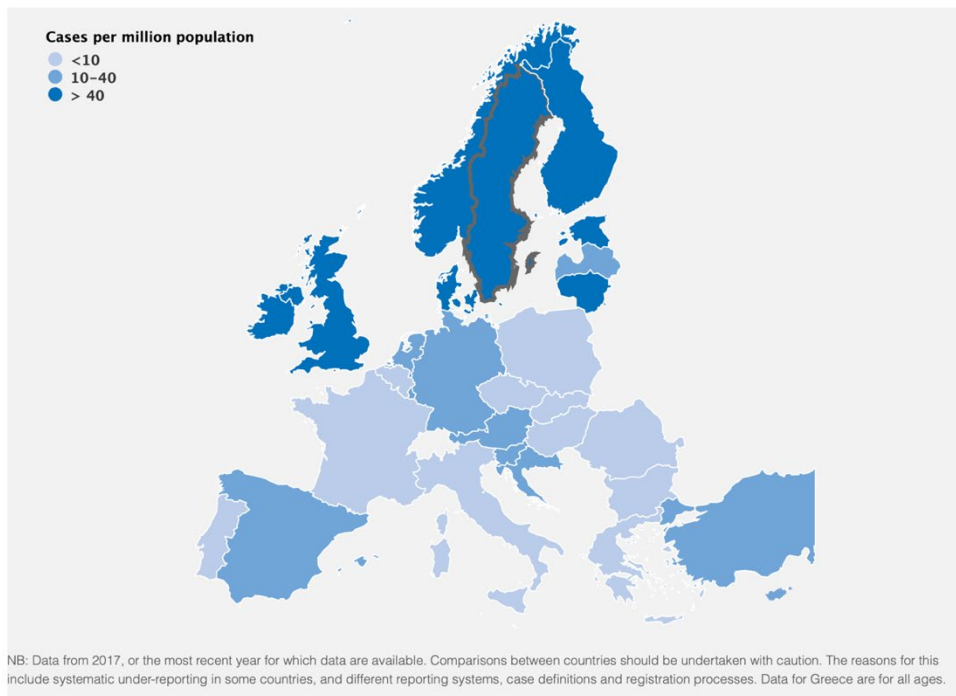 Cases per million population
<10
10–40
> 40
NB: Data from 2017, or the most recent year for which data are available. Comparisons between countries should be undertaken with caution. The reasons for this
include systematic under-reporting in some countries, and different reporting systems, case definitions and registration processes. Data for Greece are for all ages.